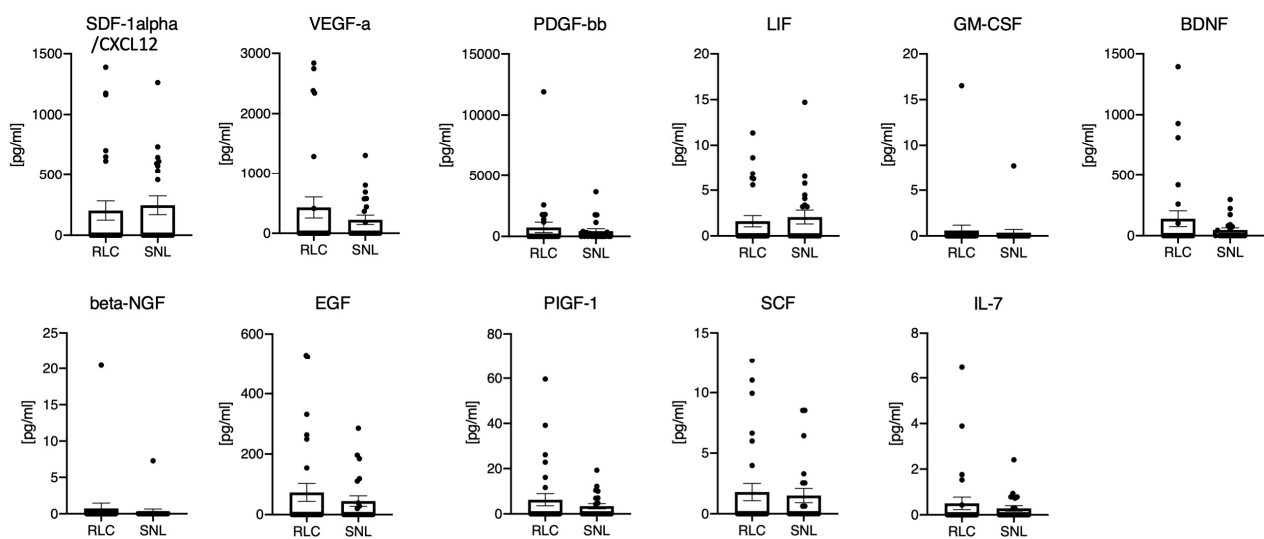 SDF-1alpha
/CXCL12
[pg/ml]
1500
1000
500
0
RLC SNL
VEGF-a
[pg/ml]
3000
2000
1000
0
RLC SNL
PDGF-bb
[pg/ml]
15000
10000
5000
0
RLC SNL
LIF
[pg/ml]
20
15
10
5
0
RLC SNL
GM-CSF
[pg/ml]
20
15
10
5
0
RLC SNL
BDNF
[pg/ml]
1500
1000
500
0
RLC SNL
beta-NGF
[pg/ml]
25
20
15
10
5
0
RLC SNL
EGF
[pg/ml]
600
400
200
0
RLC SNL
PIGF-1
[pg/ml]
80
60
40
20
0
RLC SNL
SCF
[pg/ml]
15
10
5
0
RLC SNL
IL-7
[pg/ml]
8
6
4
2
0
RLC SNL